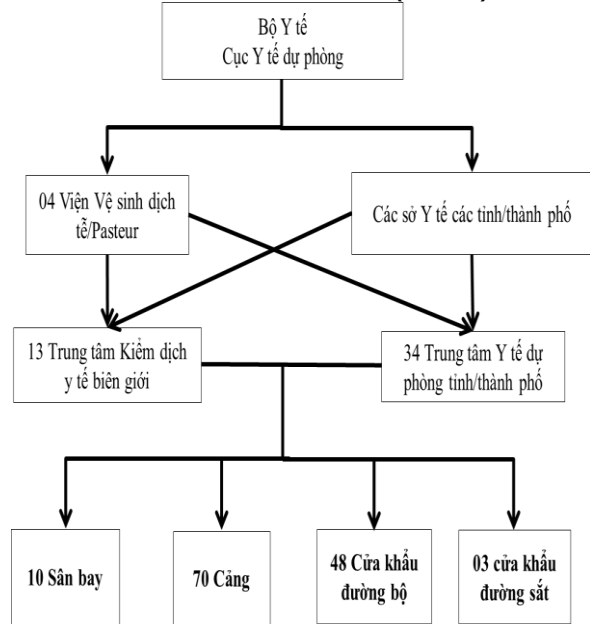 Bộ Y tế
Cục Y tế dự phòng
04 Viện Vệ sinh dịch
tễ/Pasteur
Các sở Y tế các tỉnh/thành phố
13 Trung tâm Kiểm dịch
y tế biên giới
34 Trung tâm Y tế dự
phòng tỉnh/thành phố
10 Sân bay
70 Cảng
48 Cửa khẩu
đường bộ
03 cửa khẩu
đường sắt